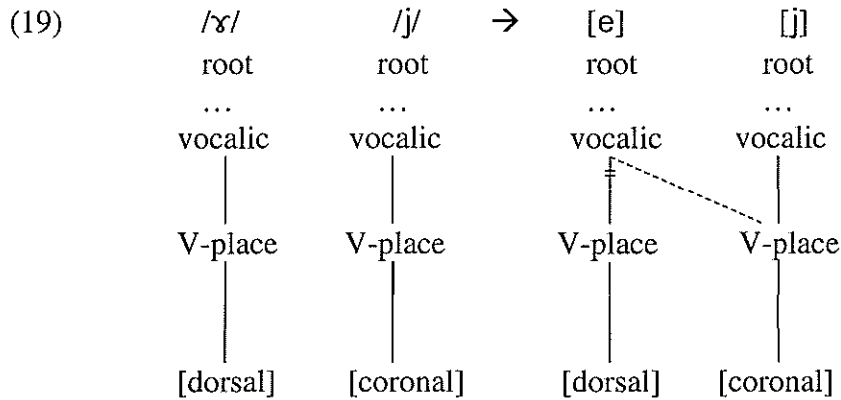 (19) /ɤ/ /j/ → [e] [j]
root root root root
… … … …
vocalic vocalic vocalic vocalic
V-place V-place V-place V-place
[dorsal] [coronal] [dorsal] [coronal]